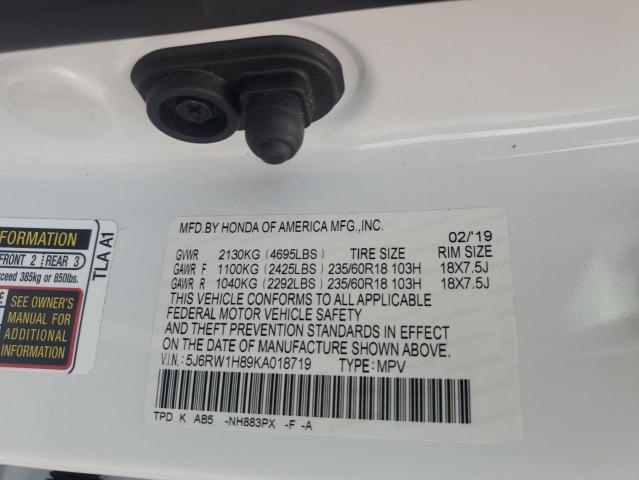 MFD.BY HONDA OF AMERICA MFG.,INC.
02/'19
GVWR 2130KG (4695LBS) TIRE SIZE RIM SIZE
GAWR F 1100KG (2425LBS) 235/60R18 103H 18X7.5J
GAWR R 1040KG (2292LBS) 235/60R18 103H 18X7.5J
THIS VEHICLE CONFORMS TO ALL APPLICABLE
FEDERAL MOTOR VEHICLE SAFETY
AND THEFT PREVENTION STANDARDS IN EFFECT
ON THE DATE OF MANUFACTURE SHOWN ABOVE.
V.I.N.: 5J6RW1H89KA018719 TYPE: MPV
TPD K AB5 -NH883PX -F -A
FORMATION
FRONT 2 REAR 3
385kg or 850lbs.
SEE OWNER'S
MANUAL FOR
ADDITIONAL
INFORMATION
TLA A1